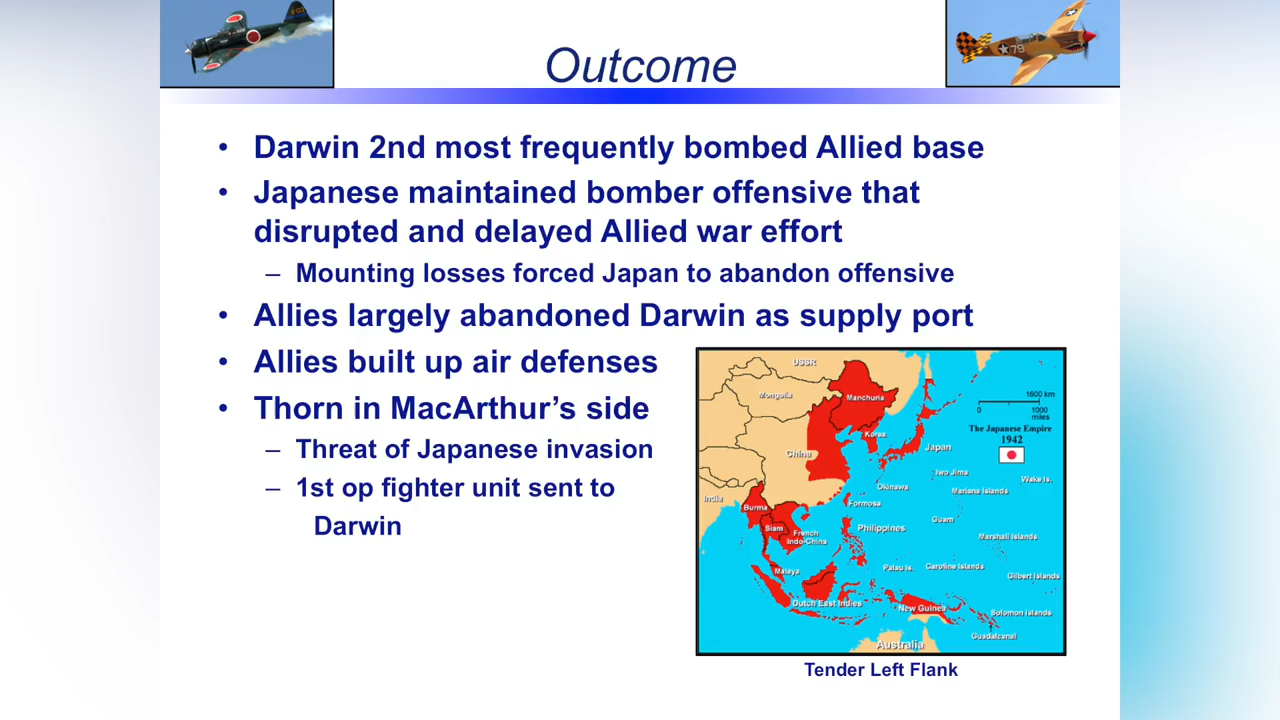 Outcome
• Darwin 2nd most frequently bombed Allied base
• Japanese maintained bomber offensive that
disrupted and delayed Allied war effort
– Mounting losses forced Japan to abandon offensive
• Allies largely abandoned Darwin as supply port
• Allies built up air defenses
• Thorn in MacArthur's side
– Threat of Japanese invasion
– 1st op fighter unit sent to
Darwin
79
USSR
Mongolia
Manchuria
1600 km
0
1000
miles
The Japanese Empire
1942
Korea
Japan
China
Iwo Jima
Wake Is.
Okinawa
Mariana Islands
India
Burma
Formosa
Siam
French
Indo-China
Philippines
Guam
Marshall Islands
Malaya
Palau Is.
Caroline Islands
Gilbert Islands
Dutch East Indies
New Guinea
Solomon Islands
Guadalcanal
Australia
Tender Left Flank